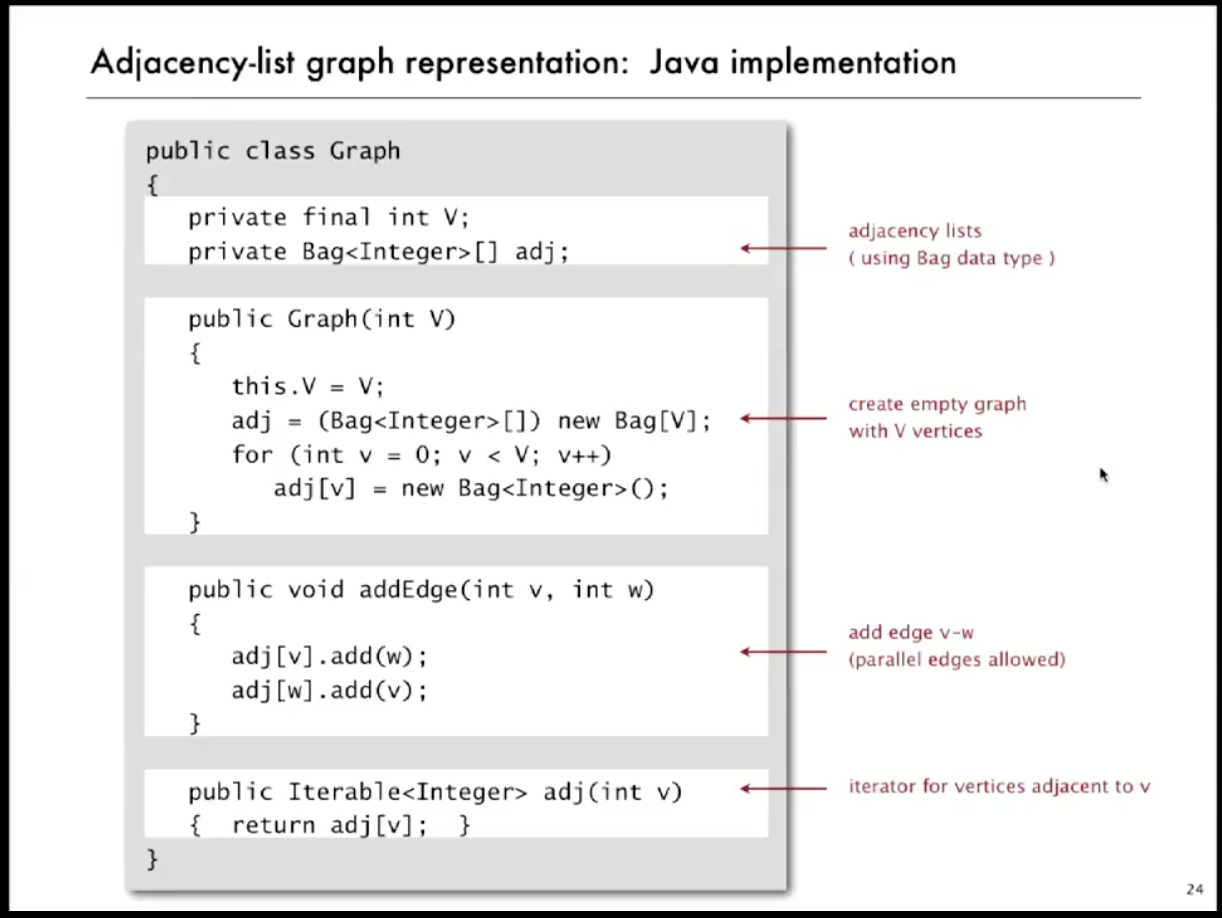 Adjacency-list graph representation: Java implementation
public class Graph
{
private final int V;
private Bag<Integer>[] adj;
adjacency lists
( using Bag data type )
public Graph(int V)
{
this.V = V;
adj = (Bag<Integer>[]) new Bag[V];
for (int v = 0; v < V; v++)
adj[v] = new Bag<Integer>();
}
create empty graph
with V vertices
public void addEdge(int v, int w)
{
adj[v].add(w);
adj[w].add(v);
}
add edge v-w
(parallel edges allowed)
public Iterable<Integer> adj(int v)
{ return adj[v]; }
iterator for vertices adjacent to v
}
24